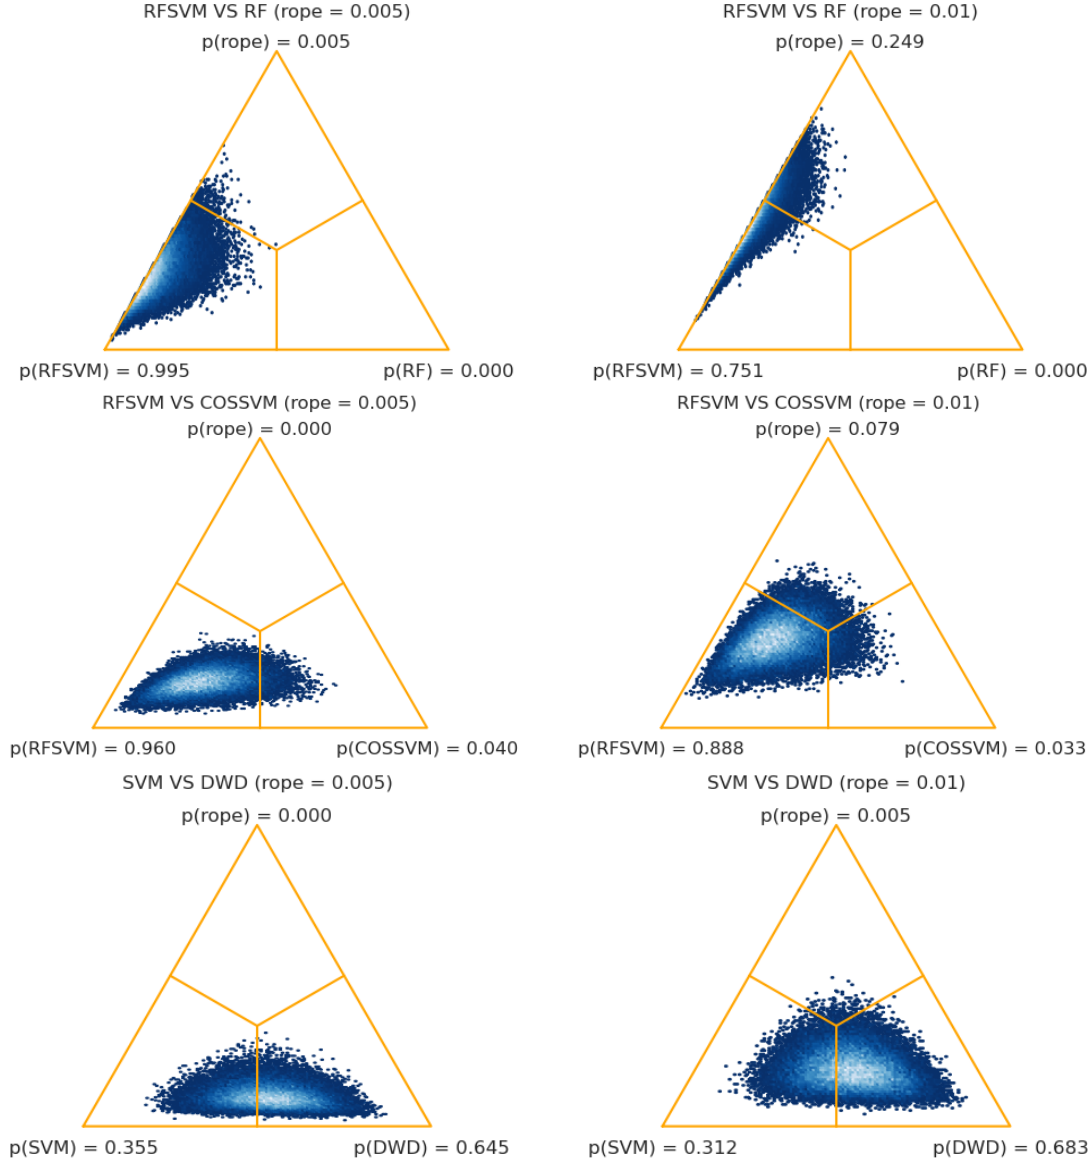 RFSVM VS RF (rope = 0.005)
p(rope) = 0.005
p(RFSVM) = 0.995
p(RF) = 0.000
RFSVM VS RF (rope = 0.01)
p(rope) = 0.249
p(RFSVM) = 0.751
p(RF) = 0.000
RFSVM VS COSSVM (rope = 0.005)
p(rope) = 0.000
p(RFSVM) = 0.960
p(COSSVM) = 0.040
RFSVM VS COSSVM (rope = 0.01)
p(rope) = 0.079
p(RFSVM) = 0.888
p(COSSVM) = 0.033
SVM VS DWD (rope = 0.005)
p(rope) = 0.000
p(SVM) = 0.355
p(DWD) = 0.645
SVM VS DWD (rope = 0.01)
p(rope) = 0.005
p(SVM) = 0.312
p(DWD) = 0.683